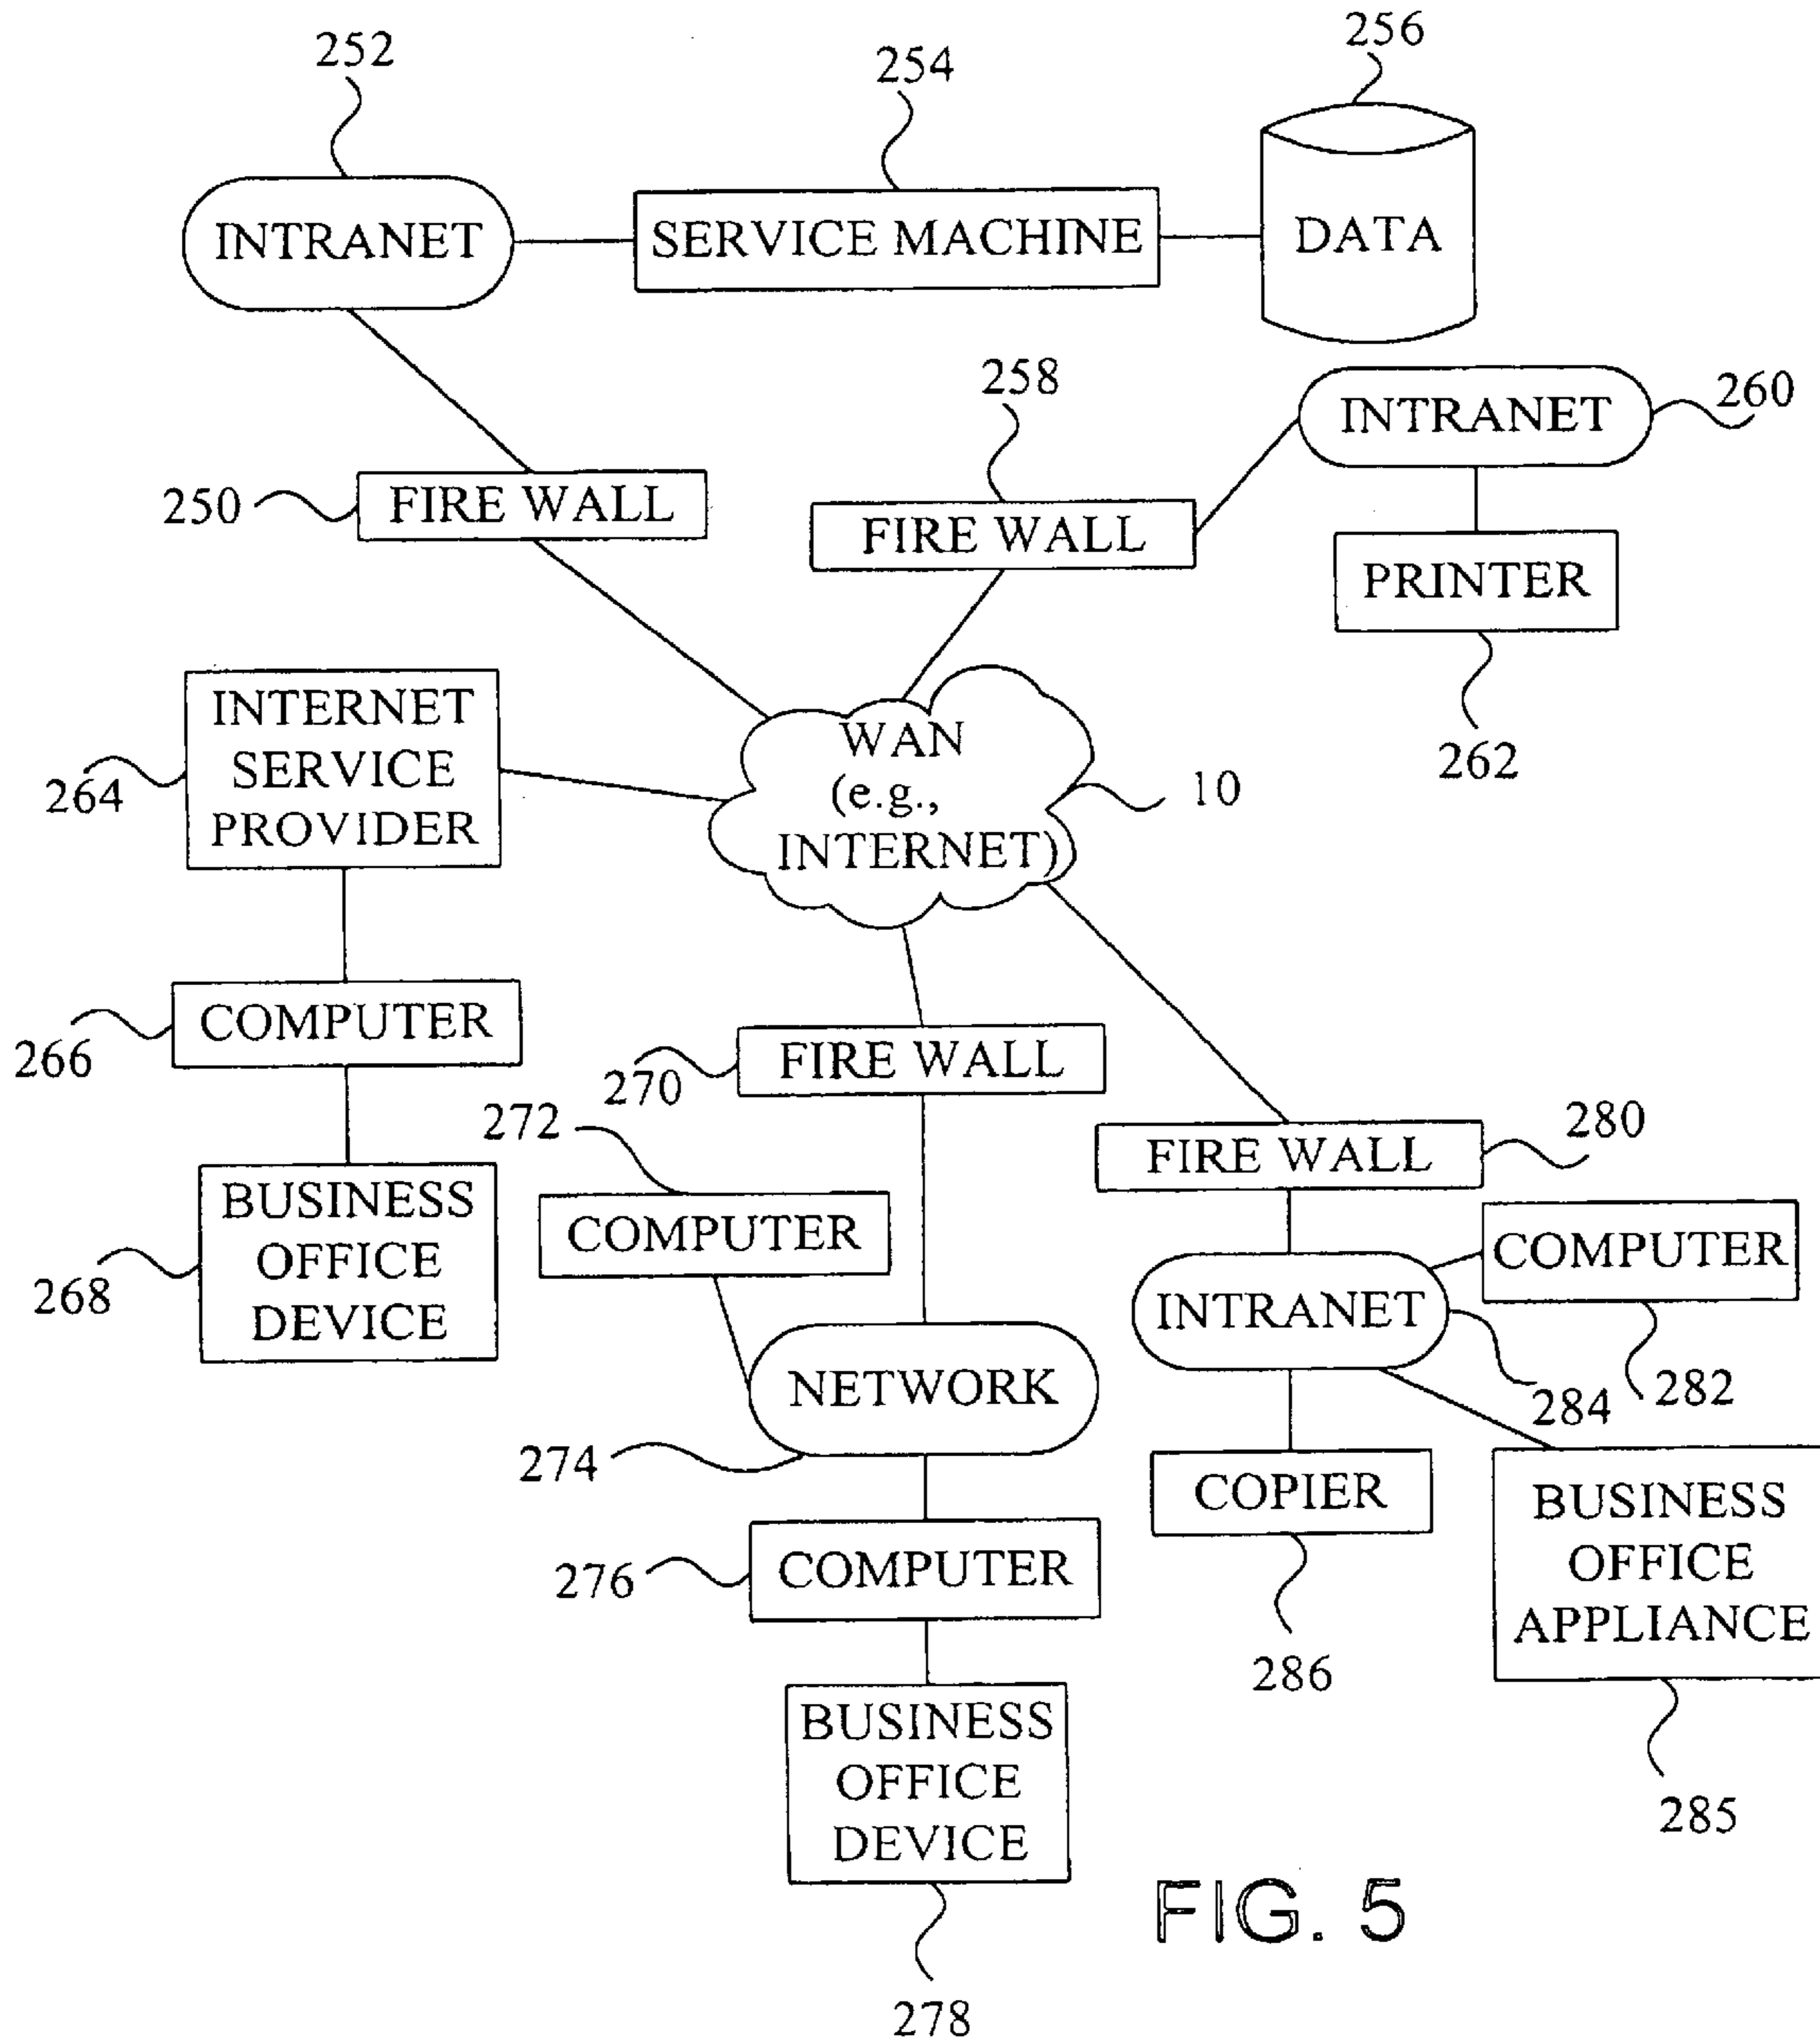 252
254
256
INTRANET
SERVICE MACHINE
DATA
258
260
INTRANET
250
FIRE WALL
FIRE WALL
PRINTER
262
264
INTERNET
SERVICE
PROVIDER
WAN
(e.g.,
INTERNET)
10
266
COMPUTER
270
FIRE WALL
272
COMPUTER
280
FIRE WALL
268
BUSINESS
OFFICE
DEVICE
COMPUTER
282
INTRANET
284
NETWORK
274
COPIER
286
BUSINESS
OFFICE
APPLIANCE
285
276
COMPUTER
BUSINESS
OFFICE
DEVICE
278
FIG. 5